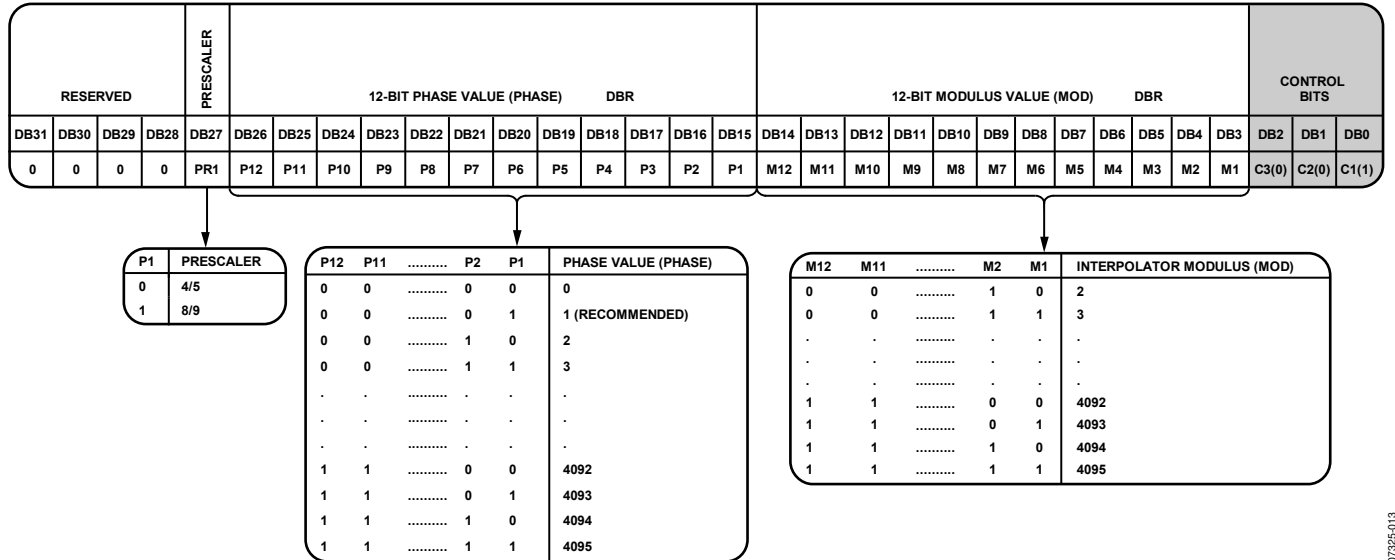 RESERVED PRESCALER 12-BIT PHASE VALUE (PHASE) DBR 12-BIT MODULUS VALUE (MOD) DBR CONTROL BITS
DB31 DB30 DB29 DB28 DB27 DB26 DB25 DB24 DB23 DB22 DB21 DB20 DB19 DB18 DB17 DB16 DB15 DB14 DB13 DB12 DB11 DB10 DB9 DB8 DB7 DB6 DB5 DB4 DB3 DB2 DB1 DB0
0 0 0 0 PR1 P12 P11 P10 P9 P8 P7 P6 P5 P4 P3 P2 P1 M12 M11 M10 M9 M8 M7 M6 M5 M4 M3 M2 M1 C3(0) C2(0) C1(1)
P1 PRESCALER
0 4/5
1 8/9
P12 P11 .......... P2 P1 PHASE VALUE (PHASE)
0 0 .......... 0 0 0
0 0 .......... 0 1 1 (RECOMMENDED)
0 0 .......... 1 0 2
0 0 .......... 1 1 3
. . .......... . . .
. . .......... . . .
. . .......... . . .
1 1 .......... 0 0 4092
1 1 .......... 0 1 4093
1 1 .......... 1 0 4094
1 1 .......... 1 1 4095
M12 M11 .......... M2 M1 INTERPOLATOR MODULUS (MOD)
0 0 .......... 1 0 2
0 0 .......... 1 1 3
. . .......... . . .
. . .......... . . .
. . .......... . . .
1 1 .......... 0 0 4092
1 1 .......... 0 1 4093
1 1 .......... 1 0 4094
1 1 .......... 1 1 4095
07325-013